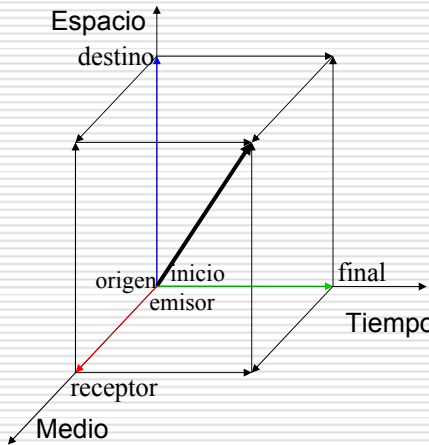 Espacio
destino
origen inicio
final
emisor
Tiempo
receptor
Medio